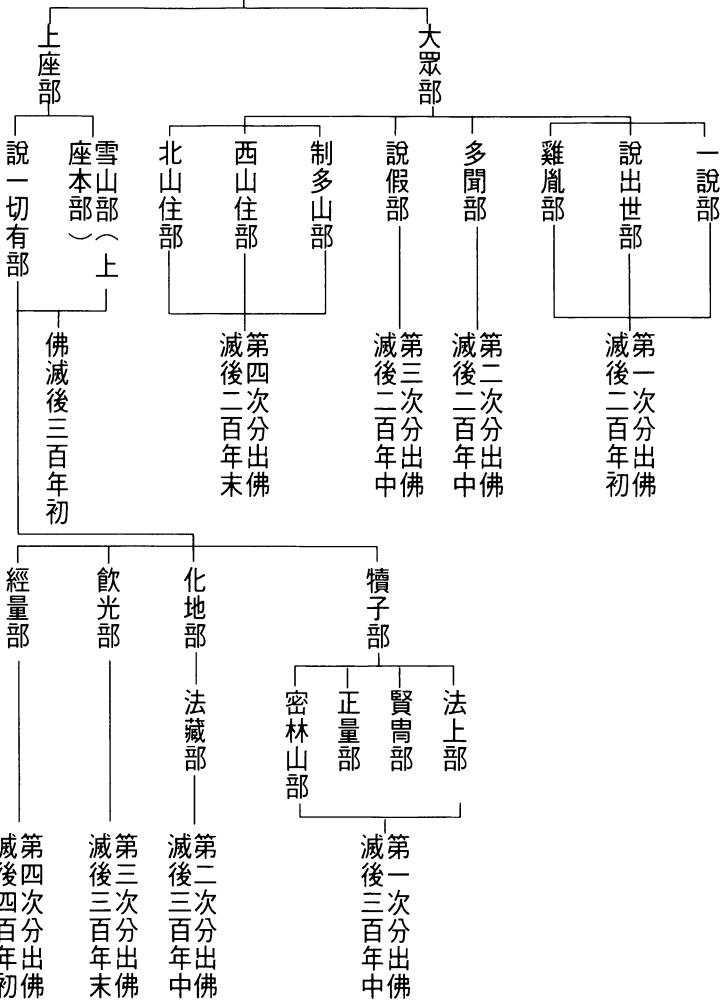 大眾部
上座部
一說部
說出世部
雞胤部
多聞部
說假部
制多山部
西山住部
北山住部
雪山部（上
座本部）
說一切有部
第一次分出佛
滅後二百年初
第二次分出佛
滅後二百年中
第三次分出佛
滅後二百年中
第四次分出佛
滅後二百年末
佛滅後三百年初
犢子部
化地部
飲光部
經量部
法上部
賢冑部
正量部
密林山部
法藏部
第一次分出佛
滅後三百年中
第二次分出佛
滅後三百年中
第三次分出佛
滅後三百年末
第四次分出佛
滅後四百年初